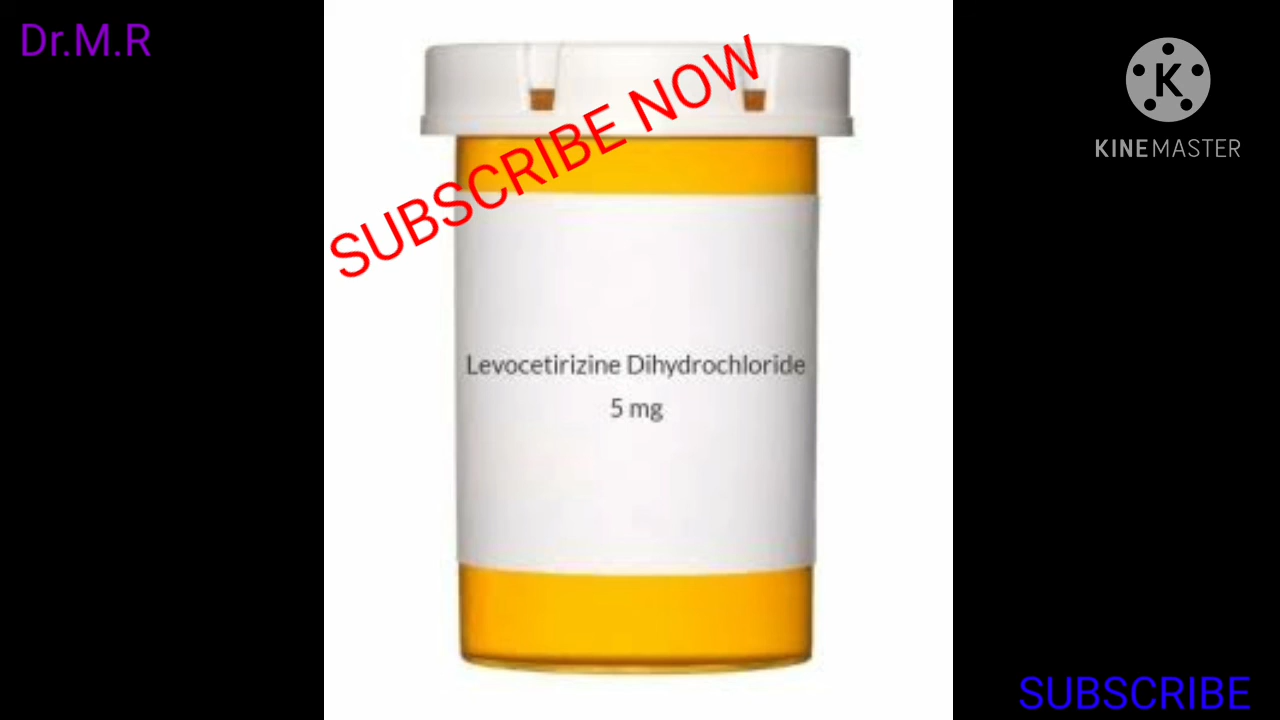 Dr.M.R
K
KINEMASTER
SUBSCRIBE NOW
Levocetirizine Dihydrochloride
5 mg
SUBSCRIBE